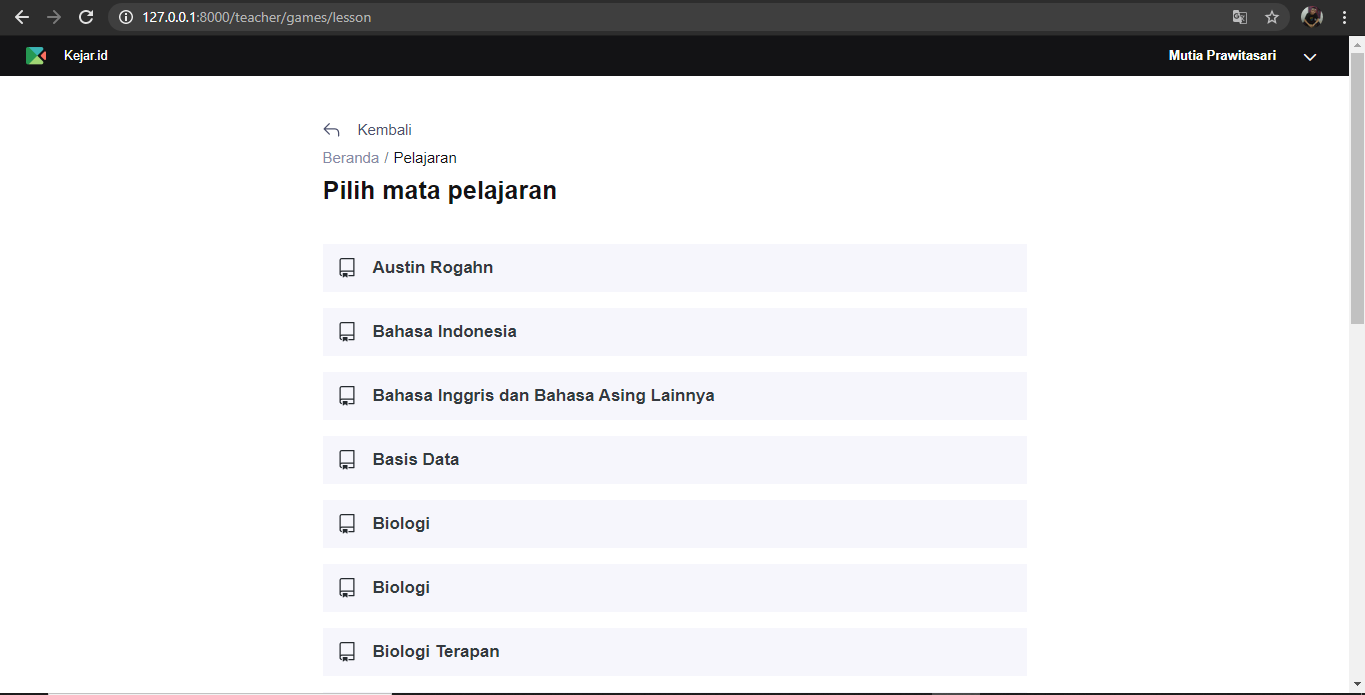 127.0.0.1:8000/teacher/games/lesson
Kejar.id
Mutia Prawitasari
Kembali
Beranda / Pelajaran
Pilih mata pelajaran
Austin Rogahn
Bahasa Indonesia
Bahasa Inggris dan Bahasa Asing Lainnya
Basis Data
Biologi
Biologi
Biologi Terapan